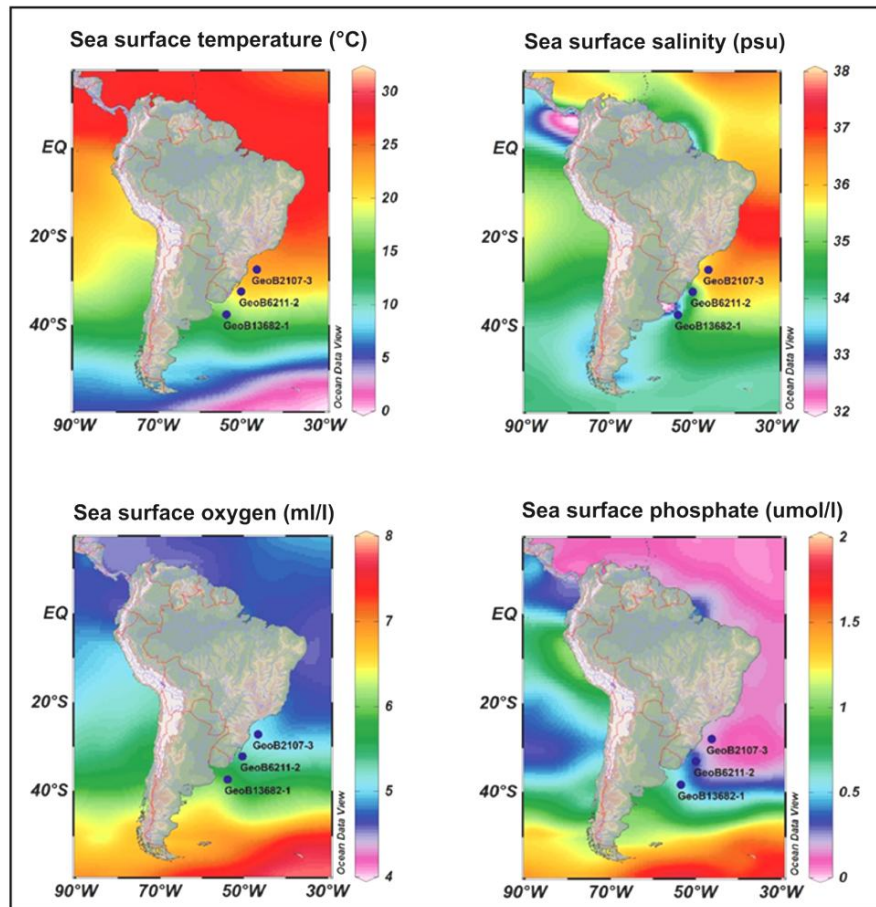 Sea surface temperature (°C)
EQ
20°S
40°S
90°W 70°W 50°W 30°W
GeoB2107-3
GeoB6211-2
GeoB13682-1
Ocean Data View
30
25
20
15
10
5
0
Sea surface salinity (psu)
EQ
20°S
40°S
90°W 70°W 50°W 30°W
GeoB2107-3
GeoB6211-2
GeoB13682-1
Ocean Data View
38
37
36
35
34
33
32
Sea surface oxygen (ml/l)
EQ
20°S
40°S
90°W 70°W 50°W 30°W
GeoB2107-3
GeoB6211-2
GeoB13682-1
Ocean Data View
8
7
6
5
4
Sea surface phosphate (umol/l)
EQ
20°S
40°S
90°W 70°W 50°W 30°W
GeoB2107-3
GeoB6211-2
GeoB13682-1
Ocean Data View
2
1.5
1
0.5
0